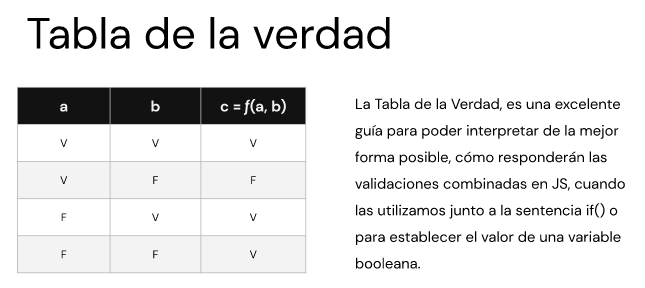 Tabla de la verdad
a b c = f(a, b)
V V V
V F F
F V V
F F V
La Tabla de la Verdad, es una excelente
guía para poder interpretar de la mejor
forma posible, cómo responderán las
validaciones combinadas en JS, cuando
las utilizamos junto a la sentencia if() o
para establecer el valor de una variable
booleana.